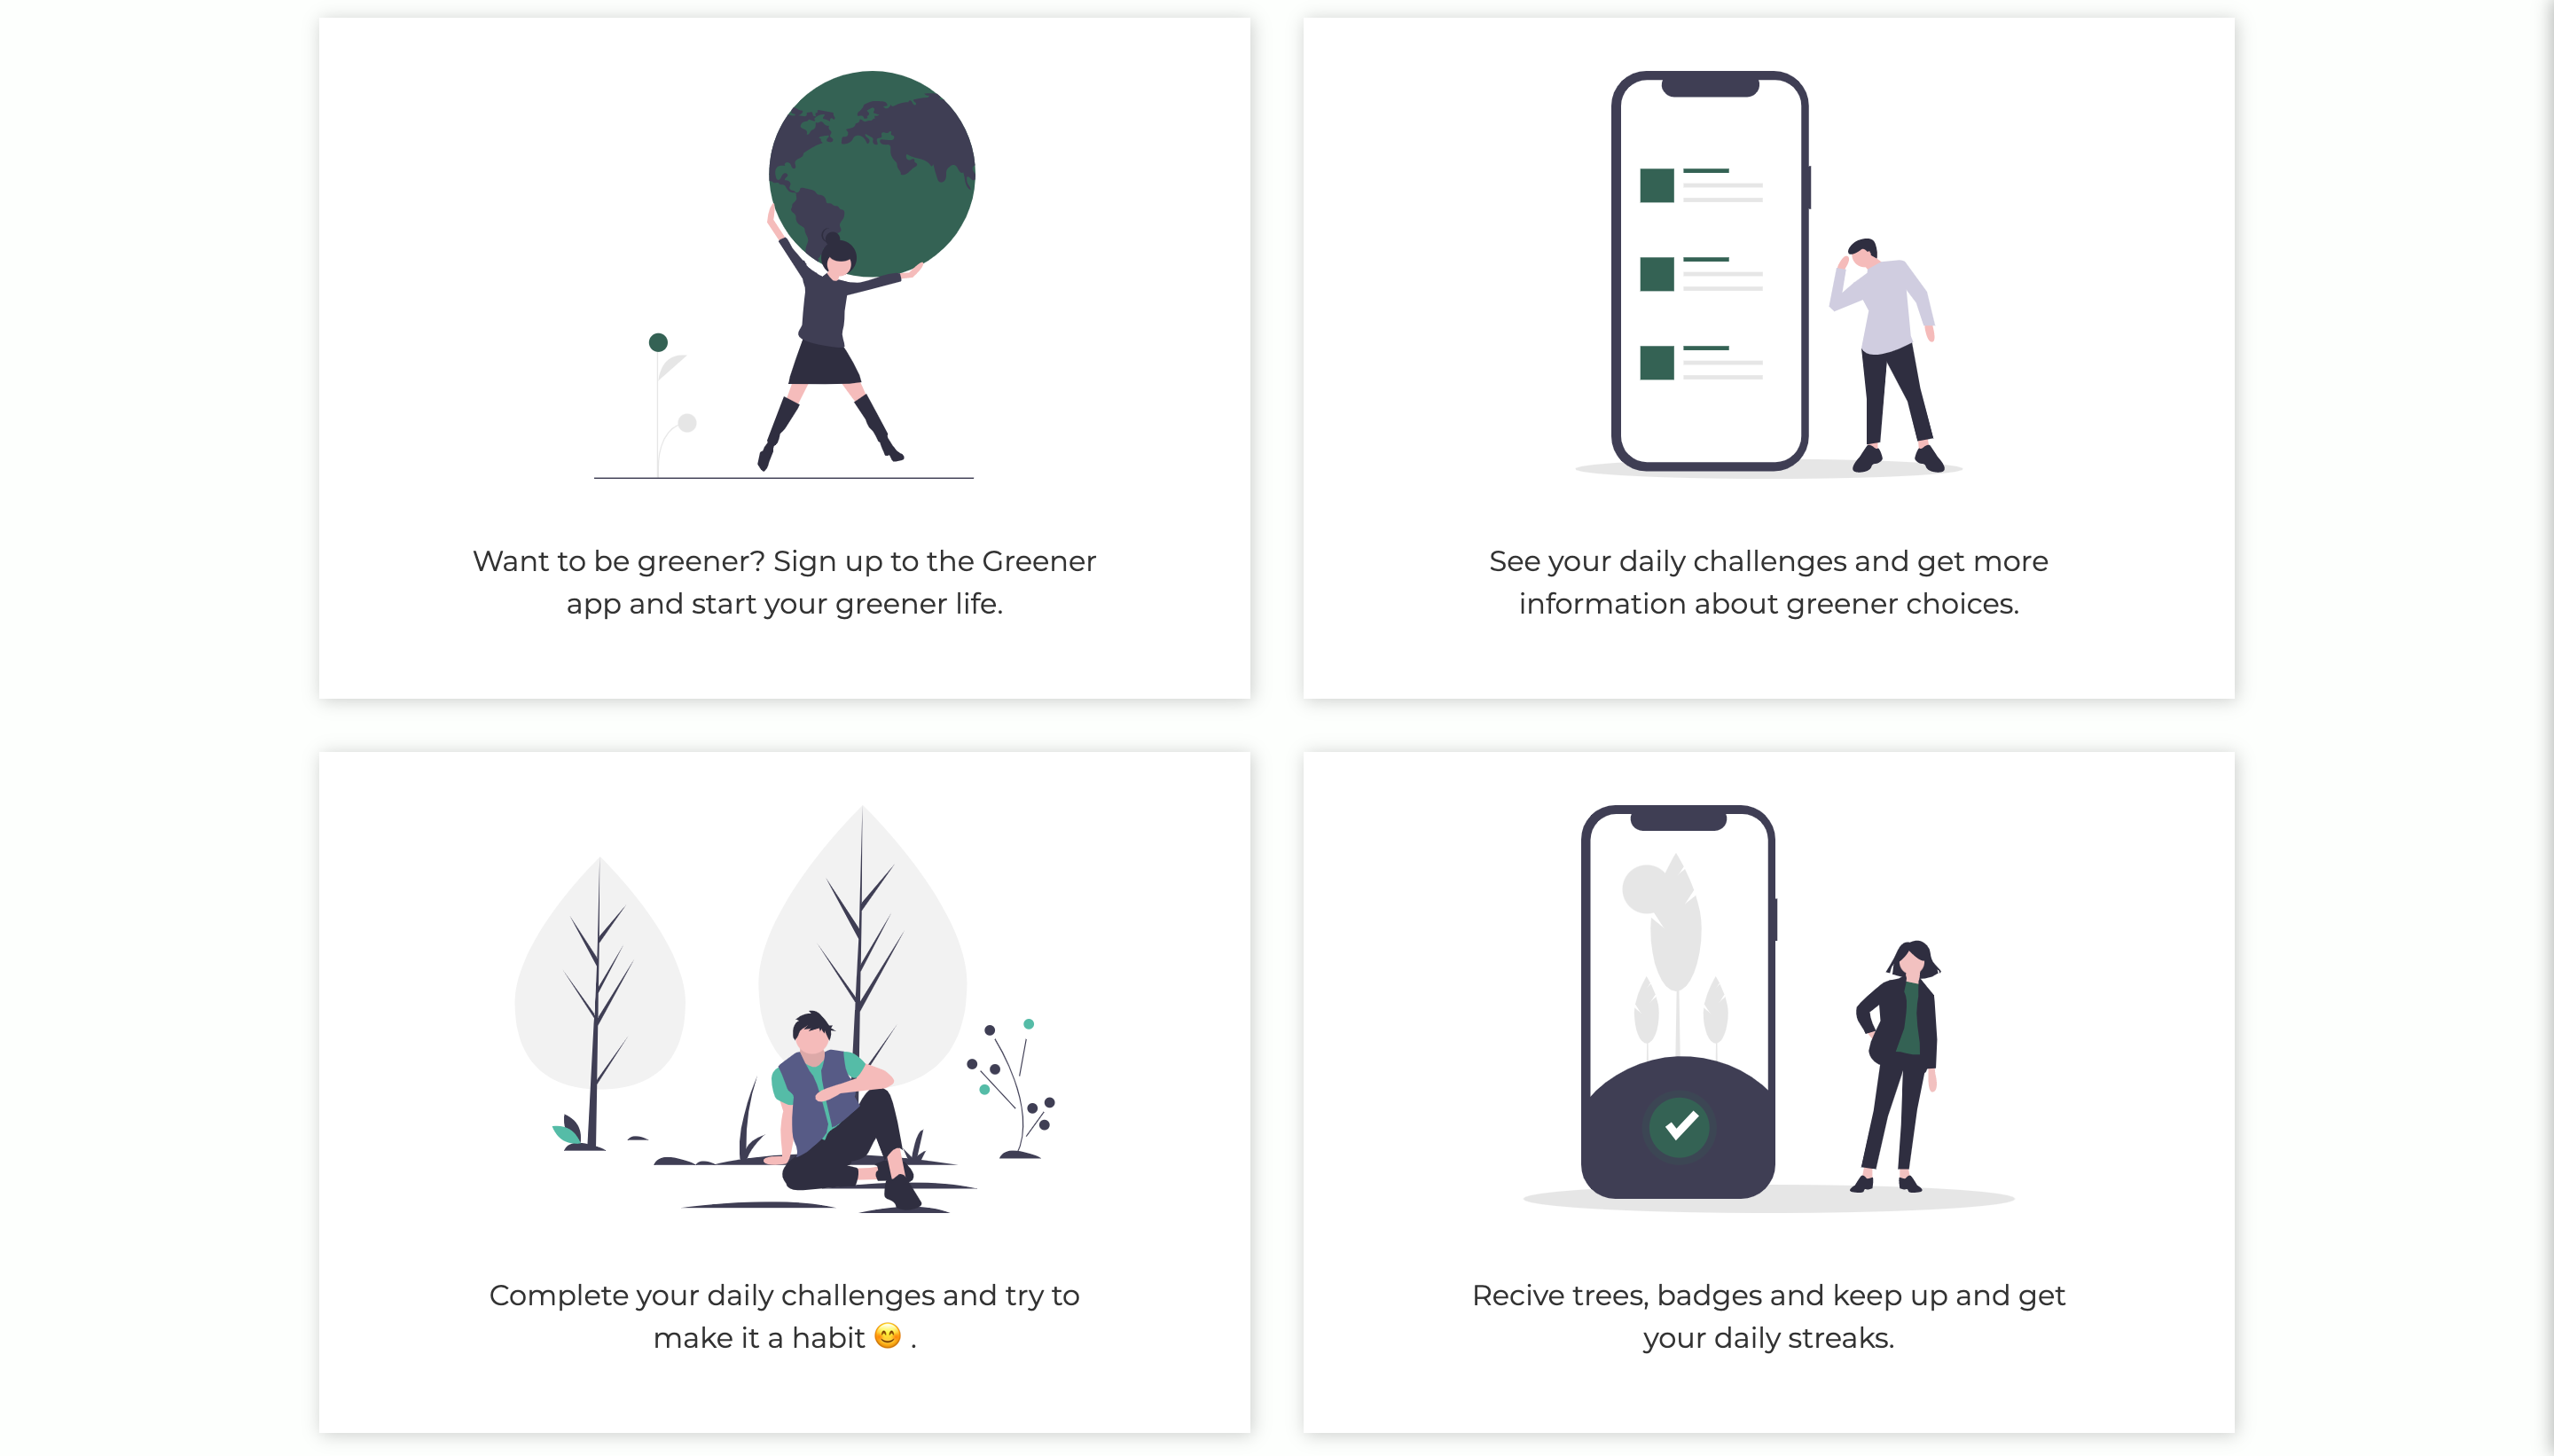 Want to be greener? Sign up to the Greener
app and start your greener life.
See your daily challenges and get more
information about greener choices.
Complete your daily challenges and try to
make it a habit 😊 .
Recive trees, badges and keep up and get
your daily streaks.